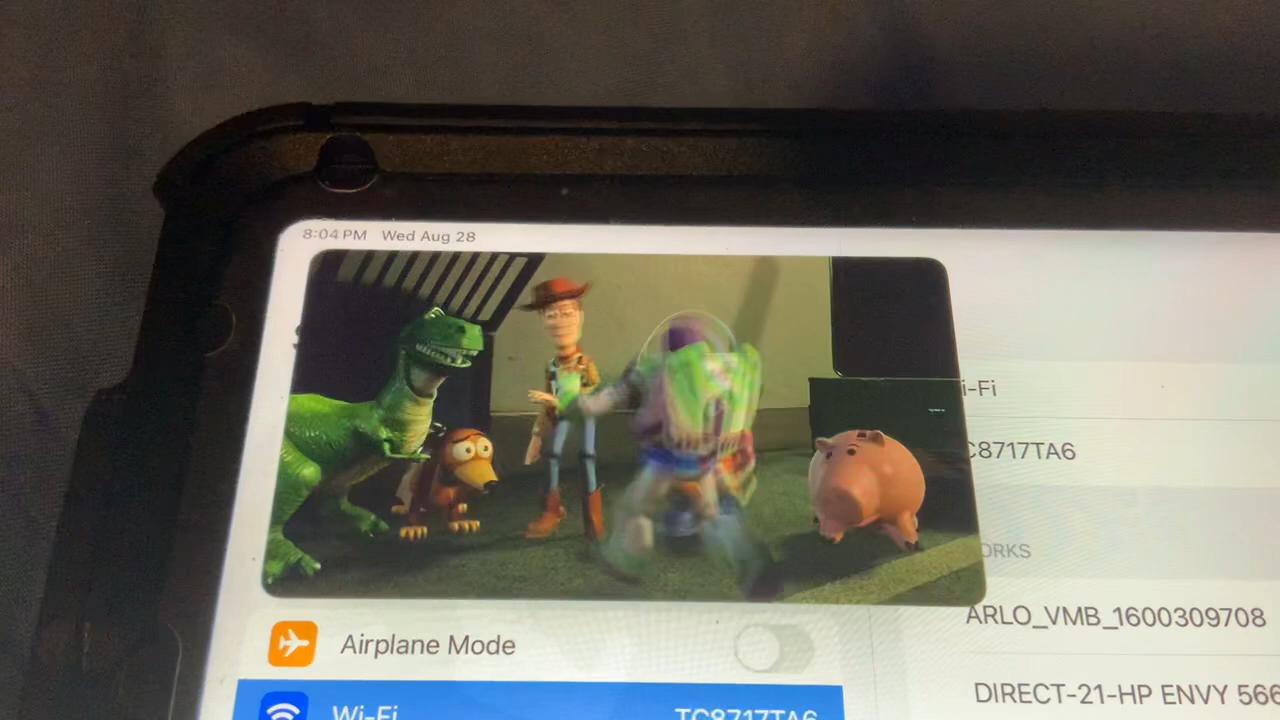 8:04 PM Wed Aug 28
i-Fi
C8717TA6
ORKS
ARLO_VMB_1600309708
Airplane Mode
DIRECT-21-HP ENVY 566
Wi-Fi TC8717TA6